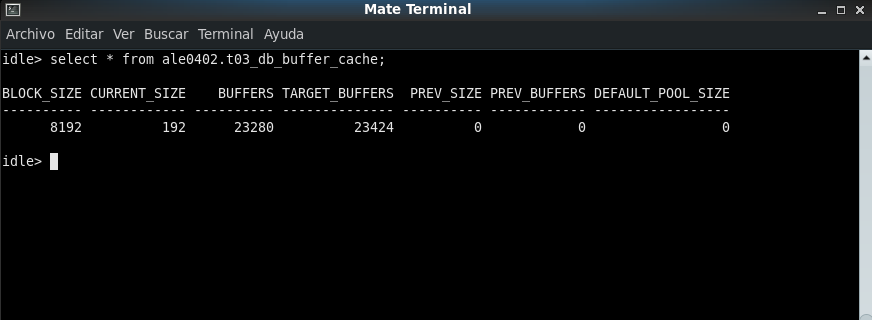 Mate Terminal
Archivo Editar Ver Buscar Terminal Ayuda
idle> select * from ale0402.t03_db_buffer_cache;
BLOCK_SIZE CURRENT_SIZE    BUFFERS TARGET_BUFFERS  PREV_SIZE PREV_BUFFERS DEFAULT_POOL_SIZE
---------- ------------ ---------- -------------- ---------- ------------ -----------------
      8192          192      23280          23424          0            0                 0
idle>